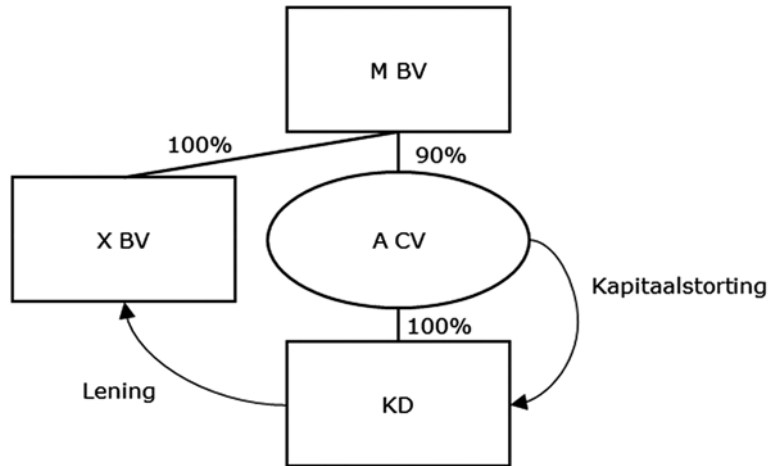 M BV
100%
90%
X BV
A CV
Kapitaalstorting
100%
Lening
KD